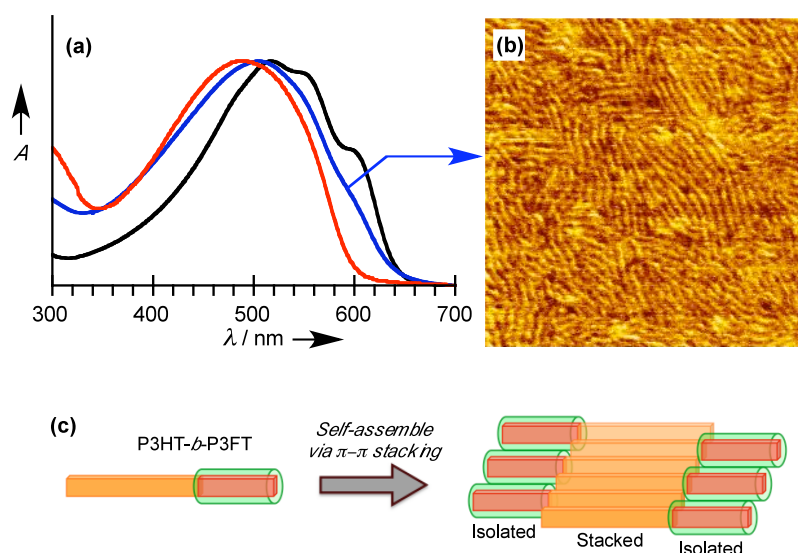 (a)
A
300
400
500
600
700
λ / nm
(b)
(c)
P3HT-b-P3FT
Self-assemble
via π–π stacking
Isolated
Stacked
Isolated